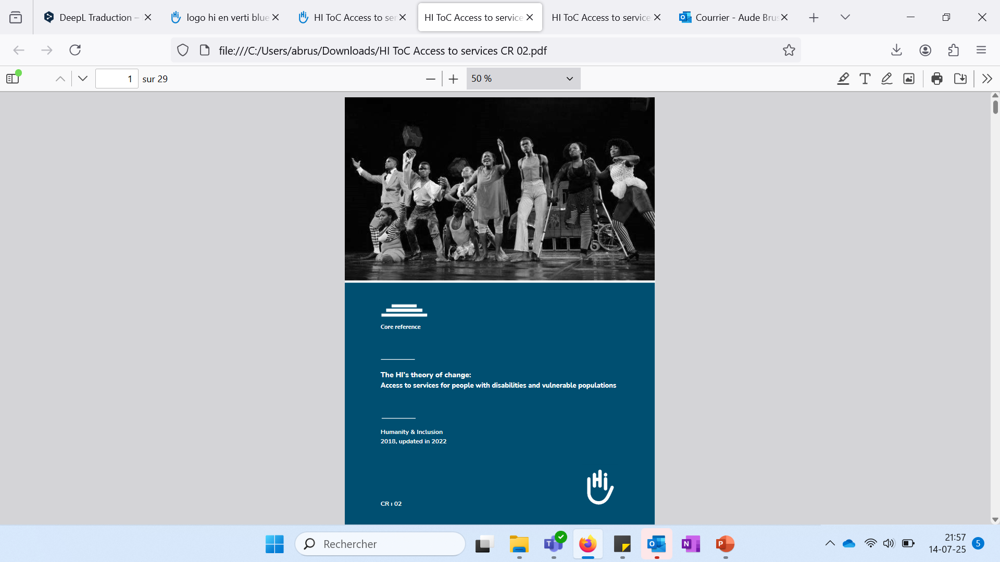 DeepL Traduction –
logo hi en verti blue
HI ToC Access to ser
HI ToC Access to service
HI ToC Access to service
Courrier - Aude Brus
file:///C:/Users/abrus/Downloads/HI ToC Access to services CR 02.pdf
1 sur 29
50 %
Core reference
The HI's theory of change:
Access to services for people with disabilities and vulnerable populations
Humanity & Inclusion
2018, updated in 2022
Hi
CR ı 02
Rechercher
21:57
14-07-25
5